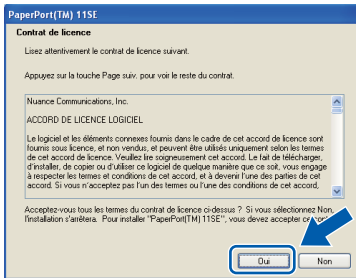 PaperPort(TM) 11SE
Contrat de licence
Lisez attentivement le contrat de licence suivant.
Appuyez sur la touche Page suiv. pour voir le reste du contrat.
Nuance Communications, Inc.
ACCORD DE LICENCE LOGICIEL
Le logiciel et les éléments connexes fournis dans le cadre de cet accord de licence sont
fournis sous licence, et non vendus, et peuvent être utilisés uniquement selon les termes
de cet accord de licence. Veuillez lire soigneusement cet accord. Le fait de télécharger,
d'installer, de copier ou d'utiliser ce logiciel de quelque manière que ce soit, vous engage
à respecter les termes et conditions de cet accord, et à devenir l'une des parties de cet
accord. Si vous n'acceptez pas l'un des termes ou l'une des conditions de cet accord,
Acceptez-vous tous les termes du contrat de licence ci-dessus ? Si vous sélectionnez Non,
l'installation s'arrêtera. Pour installer "PaperPort(TM) 11SE", vous devez accepter ce
Oui
Non